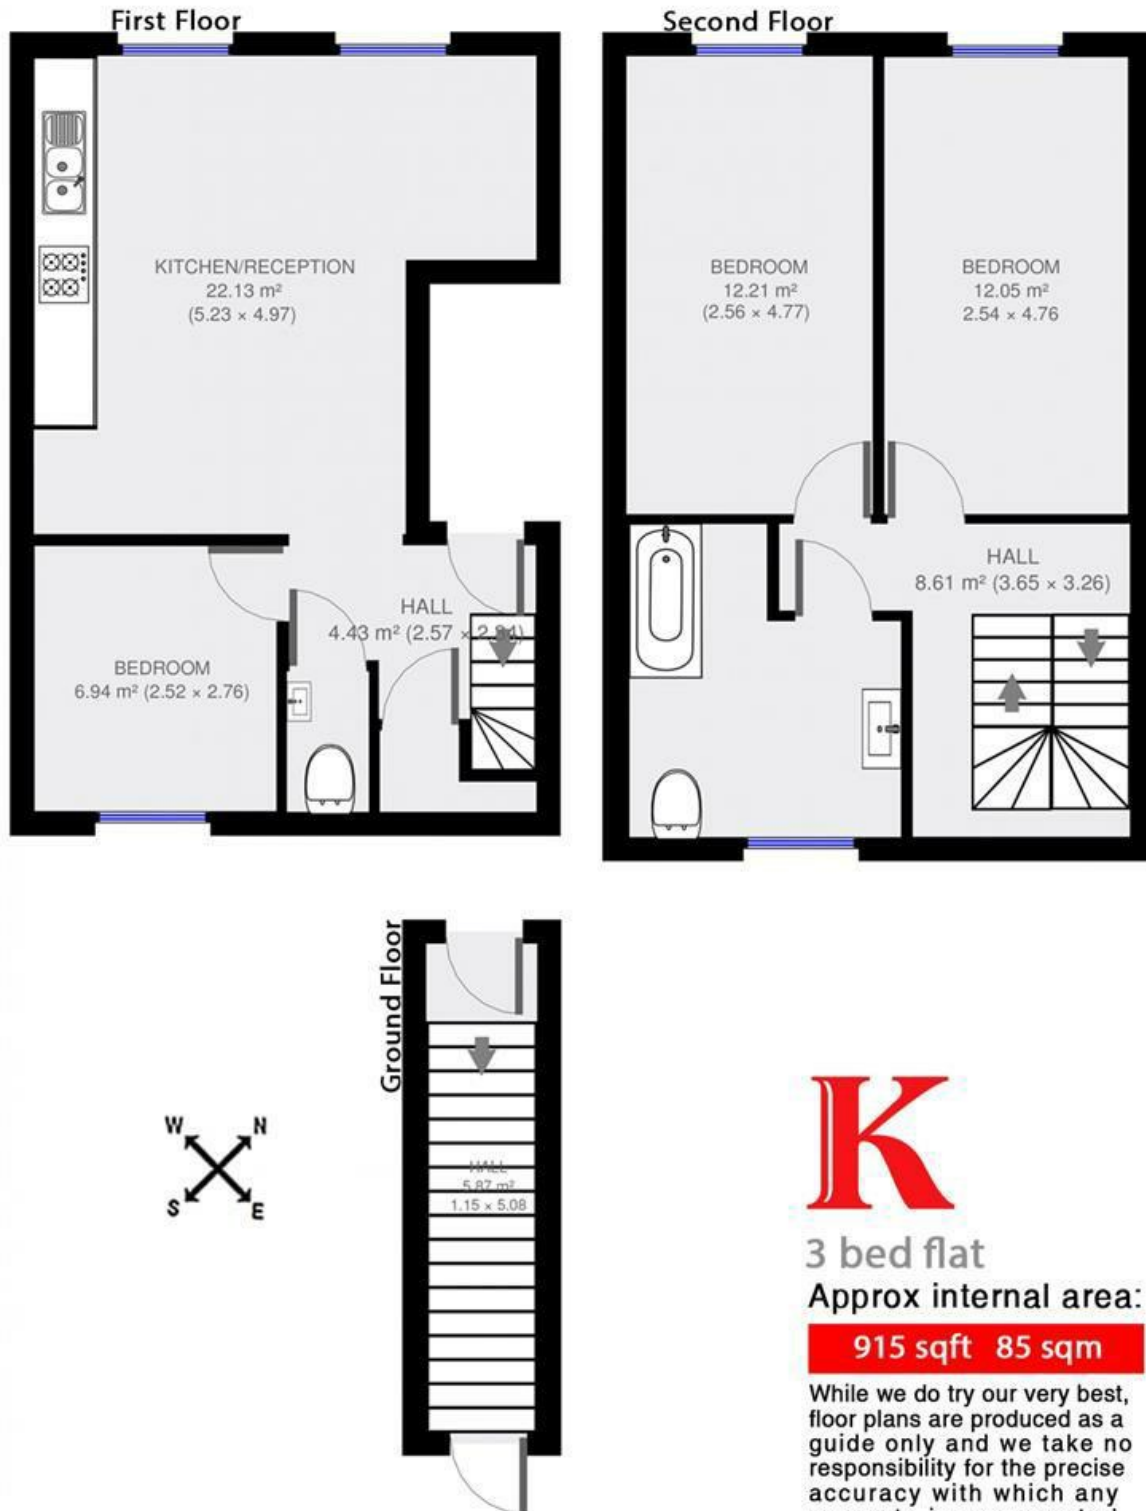 First Floor
Second Floor
KITCHEN/RECEPTION
22.13 m²
(5.23 × 4.97)
BEDROOM
12.21 m²
(2.56 × 4.77)
BEDROOM
12.05 m²
2.54 × 4.76
HALL
4.43 m² (2.57 ×
BEDROOM
6.94 m² (2.52 × 2.76)
HALL
8.61 m² (3.65 × 3.26)
Ground Floor
HALL
5.87 m²
1.15 × 5.08
W N
S E
K
3 bed flat
Approx internal area:
915 sqft 85 sqm
While we do try our very best,
floor plans are produced as a
guide only and we take no
responsibility for the precise
accuracy with which any